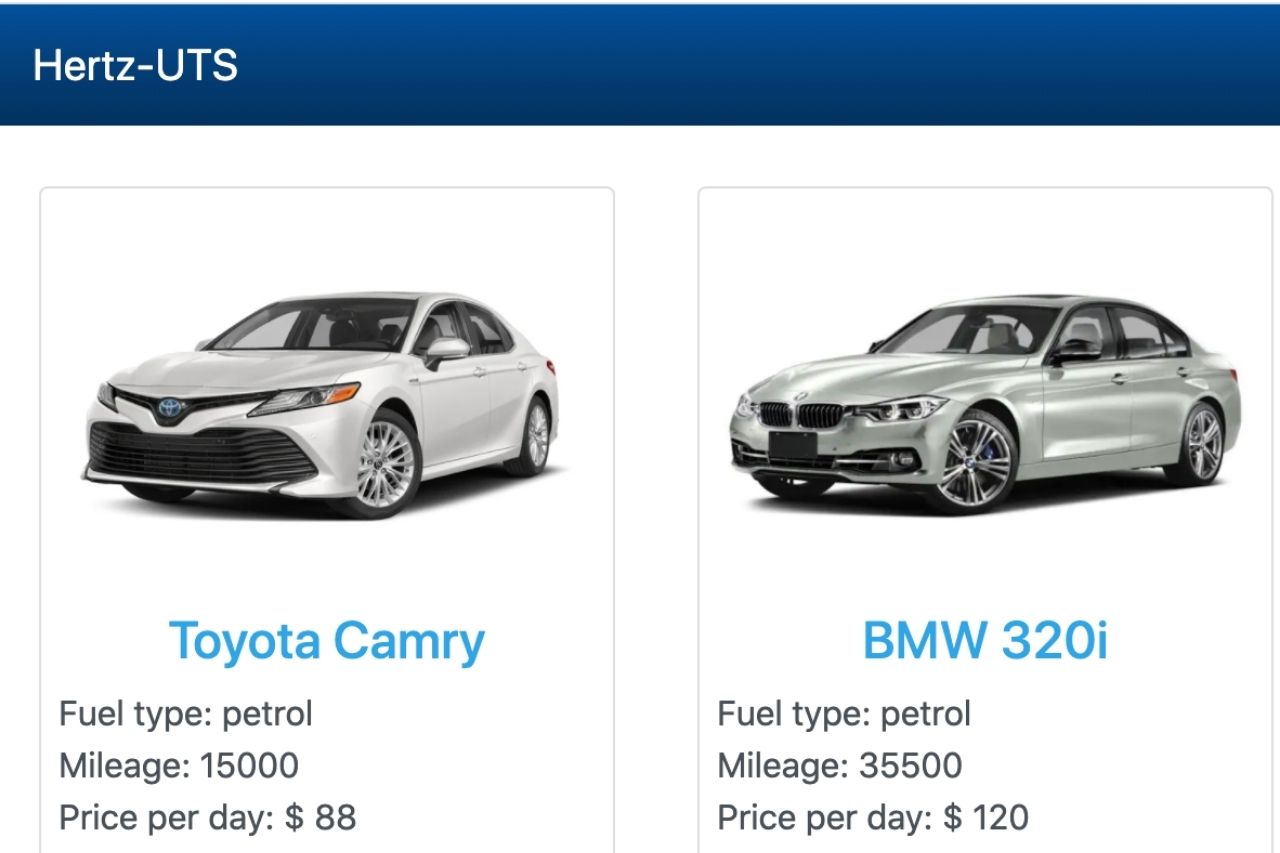 Hertz-UTS
Toyota Camry
Fuel type: petrol
Mileage: 15000
Price per day: $ 88
BMW 320i
Fuel type: petrol
Mileage: 35500
Price per day: $ 120